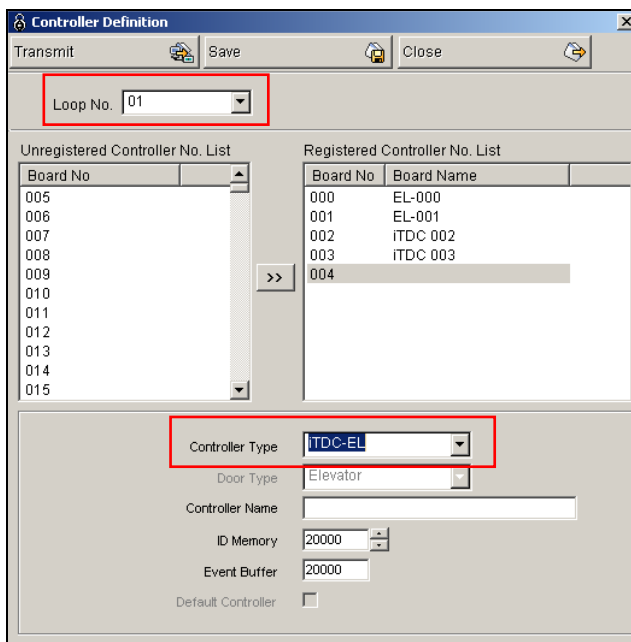 Controller Definition
Transmit Save Close
Loop No. 01
Unregistered Controller No. List Registered Controller No. List
Board No Board No Board Name
005 000 EL-000
006 001 EL-001
007 002 iTDC 002
008 003 iTDC 003
009 004
010
011
012
013
014
015
>>
Controller Type iTDC-EL
Door Type Elevator
Controller Name
ID Memory 20000
Event Buffer 20000
Default Controller